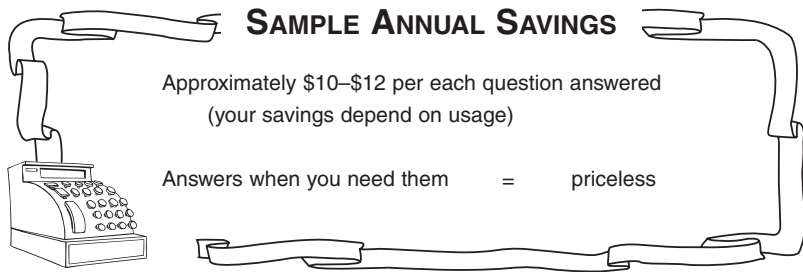 SAMPLE ANNUAL SAVINGS
Approximately $10–$12 per each question answered
(your savings depend on usage)
Answers when you need them = priceless